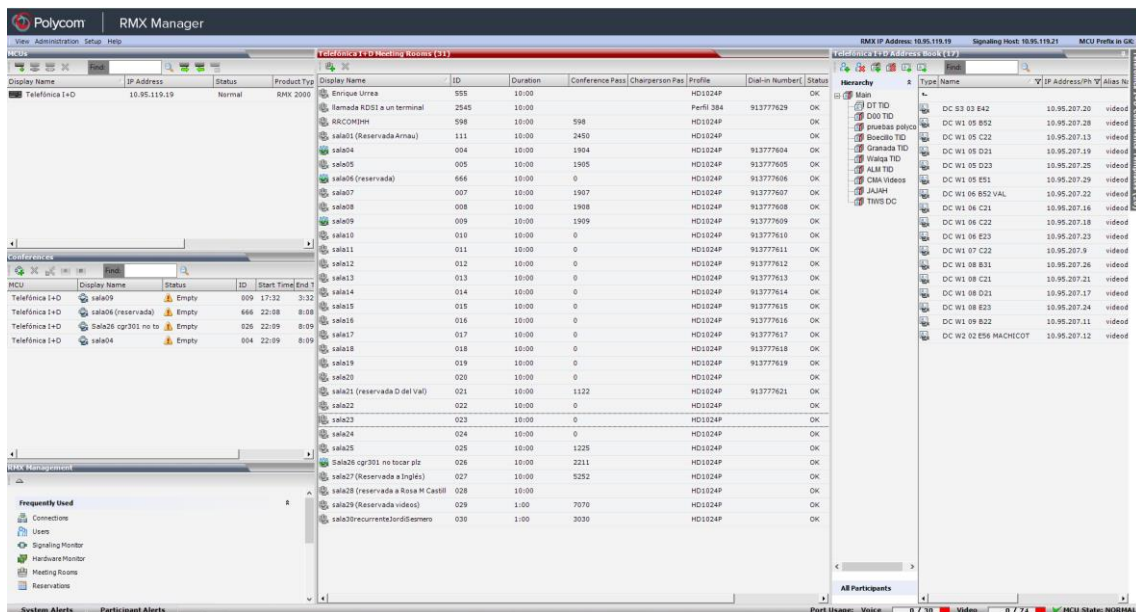 Polycom | RMX Manager
View Administration Setup Help
RMX IP Address: 10.95.119.19 Signaling Host: 10.95.119.21 MCU Prefix in GK:
MCUs
Find:
Display Name IP Address Status Product Typ
Telefónica I+D 10.95.119.19 Normal RMX 2000
Conferences
Find:
MCU Display Name Status ID Start Time End T
Telefónica I+D sala09 Empty 009 17:32 3:32
Telefónica I+D sala06 (reservada) Empty 666 22:08 8:08
Telefónica I+D Sala26 cgr301 no to Empty 026 22:09 8:09
Telefónica I+D sala04 Empty 004 22:09 8:09
RMX Management
Frequently Used
Connections
Users
Signaling Monitor
Hardware Monitor
Meeting Rooms
Reservations
Telefónica I+D Meeting Rooms (31)
Display Name ID Duration Conference Pass Chairperson Pas Profile Dial-in Number( Status
Enrique Urrea 555 10:00 HD1024P OK
llamada RDSI a un terminal 2545 10:00 Perfil 384 913777629 OK
RRCOMIHH 598 10:00 598 HD1024P OK
sala01 (Reservada Arnau) 111 10:00 2450 HD1024P OK
sala04 004 10:00 1904 HD1024P 913777604 OK
sala05 005 10:00 1905 HD1024P 913777605 OK
sala06 (reservada) 666 10:00 0 HD1024P 913777606 OK
sala07 007 10:00 1907 HD1024P 913777607 OK
sala08 008 10:00 1908 HD1024P 913777608 OK
sala09 009 10:00 1909 HD1024P 913777609 OK
sala10 010 10:00 0 HD1024P 913777610 OK
sala11 011 10:00 0 HD1024P 913777611 OK
sala12 012 10:00 0 HD1024P 913777612 OK
sala13 013 10:00 0 HD1024P 913777613 OK
sala14 014 10:00 0 HD1024P 913777614 OK
sala15 015 10:00 0 HD1024P 913777615 OK
sala16 016 10:00 0 HD1024P 913777616 OK
sala17 017 10:00 0 HD1024P 913777617 OK
sala18 018 10:00 0 HD1024P 913777618 OK
sala19 019 10:00 0 HD1024P 913777619 OK
sala20 020 10:00 0 HD1024P OK
sala21 (reservada D del Val) 021 10:00 1122 HD1024P 913777621 OK
sala22 022 10:00 0 HD1024P OK
sala23 023 10:00 0 HD1024P OK
sala24 024 10:00 0 HD1024P OK
sala25 025 10:00 1225 HD1024P OK
Sala26 cgr301 no tocar plz 026 10:00 2211 HD1024P OK
sala27 (Reservada a Inglés) 027 10:00 5252 HD1024P OK
sala28 (reservada a Rosa M Castill 028 10:00 HD1024P OK
sala29 (Reservada videos) 029 1:00 7070 HD1024P OK
sala30recurrenteJordiSesmero 030 1:00 3030 HD1024P OK
Telefónica I+D Address Book (17)
Find:
Hierarchy
Main
DT TID
D00 TID
pruebas polyco
Boecillo TID
Granada TID
Walqa TID
ALM TID
CMA Videos
JAJAH
TNWS DC
All Participants
Type Name IP Address/Ph Alias Na
DC S3 03 E42 10.95.207.20 videod
DC W1 05 B52 10.95.207.28 videod
DC W1 05 C22 10.95.207.13 videod
DC W1 05 D21 10.95.207.19 videod
DC W1 05 D23 10.95.207.25 videod
DC W1 05 E51 10.95.207.29 videod
DC W1 06 B52 VAL 10.95.207.22 videod
DC W1 06 C21 10.95.207.16 videod
DC W1 06 C22 10.95.207.18 videod
DC W1 06 E23 10.95.207.23 videod
DC W1 07 C22 10.95.207.9 videod
DC W1 08 B31 10.95.207.26 videod
DC W1 08 C21 10.95.207.21 videod
DC W1 08 D21 10.95.207.17 videod
DC W1 08 E23 10.95.207.24 videod
DC W1 09 B22 10.95.207.11 videod
DC W2 02 E56 MACHICOT 10.95.207.12 videod
System Alerts Participant Alerts Port Usage: Voice 0 / 30 Video 0 / 74 MCU State: NORMAL